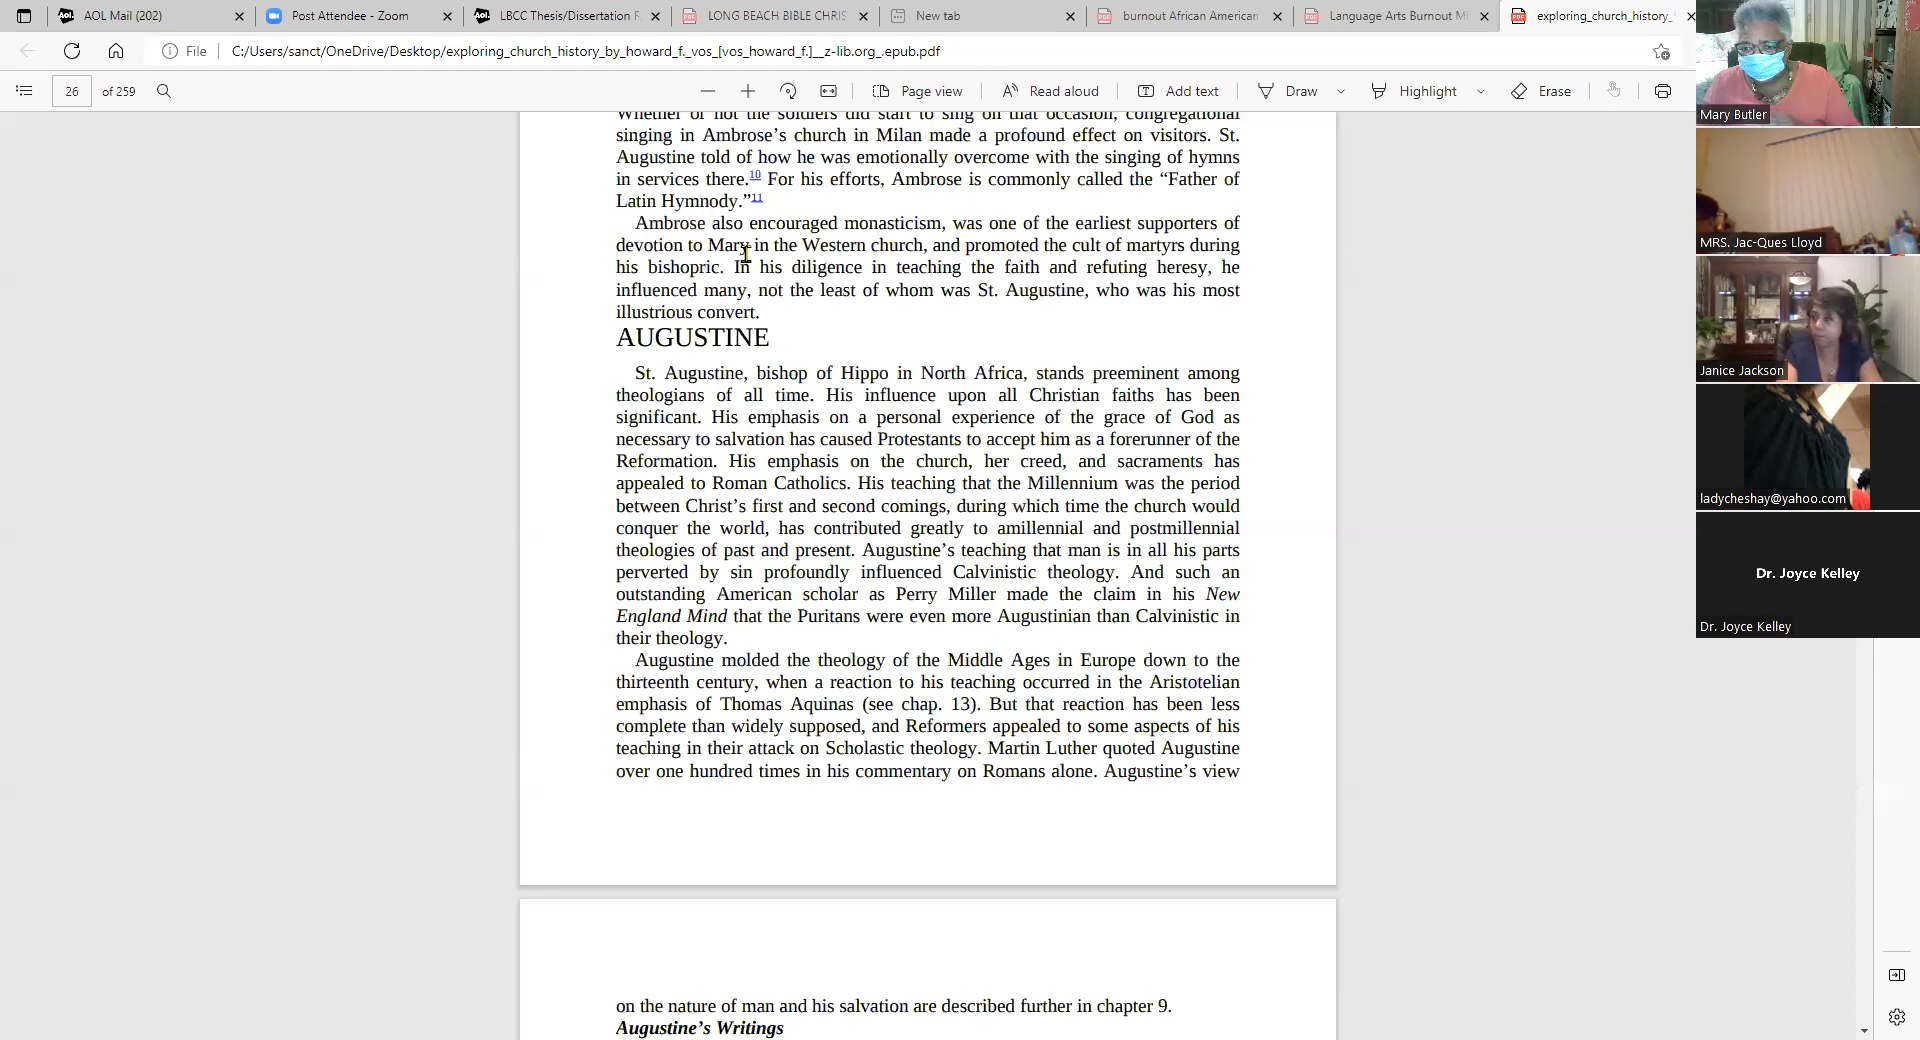 AOL Mail (202)
Post Attendee - Zoom
Aol.
LBCC Thesis/Dissertation R
LONG BEACH BIBLE CHRIS
New tab
burnout African American
Language Arts Burnout M
exploring_church_history_
File
C:/Users/sanct/OneDrive/Desktop/exploring_church_history_by_howard_f._vos_[vos_howard_f.]__z-lib.org_.epub.pdf
26 of 259
Page view
Read aloud
Add text
Draw
Highlight
Erase
Whether or not the soldiers did start to sing on that occasion, congregational
singing in Ambrose’s church in Milan made a profound effect on visitors. St.
Augustine told of how he was emotionally overcome with the singing of hymns
in services there.10 For his efforts, Ambrose is commonly called the “Father of
Latin Hymnody.”11
Ambrose also encouraged monasticism, was one of the earliest supporters of
devotion to Mary in the Western church, and promoted the cult of martyrs during
his bishopric. In his diligence in teaching the faith and refuting heresy, he
influenced many, not the least of whom was St. Augustine, who was his most
illustrious convert.
AUGUSTINE
St. Augustine, bishop of Hippo in North Africa, stands preeminent among
theologians of all time. His influence upon all Christian faiths has been
significant. His emphasis on a personal experience of the grace of God as
necessary to salvation has caused Protestants to accept him as a forerunner of the
Reformation. His emphasis on the church, her creed, and sacraments has
appealed to Roman Catholics. His teaching that the Millennium was the period
between Christ’s first and second comings, during which time the church would
conquer the world, has contributed greatly to amillennial and postmillennial
theologies of past and present. Augustine’s teaching that man is in all his parts
perverted by sin profoundly influenced Calvinistic theology. And such an
outstanding American scholar as Perry Miller made the claim in his New
England Mind that the Puritans were even more Augustinian than Calvinistic in
their theology.
Augustine molded the theology of the Middle Ages in Europe down to the
thirteenth century, when a reaction to his teaching occurred in the Aristotelian
emphasis of Thomas Aquinas (see chap. 13). But that reaction has been less
complete than widely supposed, and Reformers appealed to some aspects of his
teaching in their attack on Scholastic theology. Martin Luther quoted Augustine
over one hundred times in his commentary on Romans alone. Augustine’s view
on the nature of man and his salvation are described further in chapter 9.
Augustine’s Writings
Mary Butler
MRS. Jac-Ques Lloyd
Janice Jackson
ladycheshay@yahoo.com
Dr. Joyce Kelley
Dr. Joyce Kelley